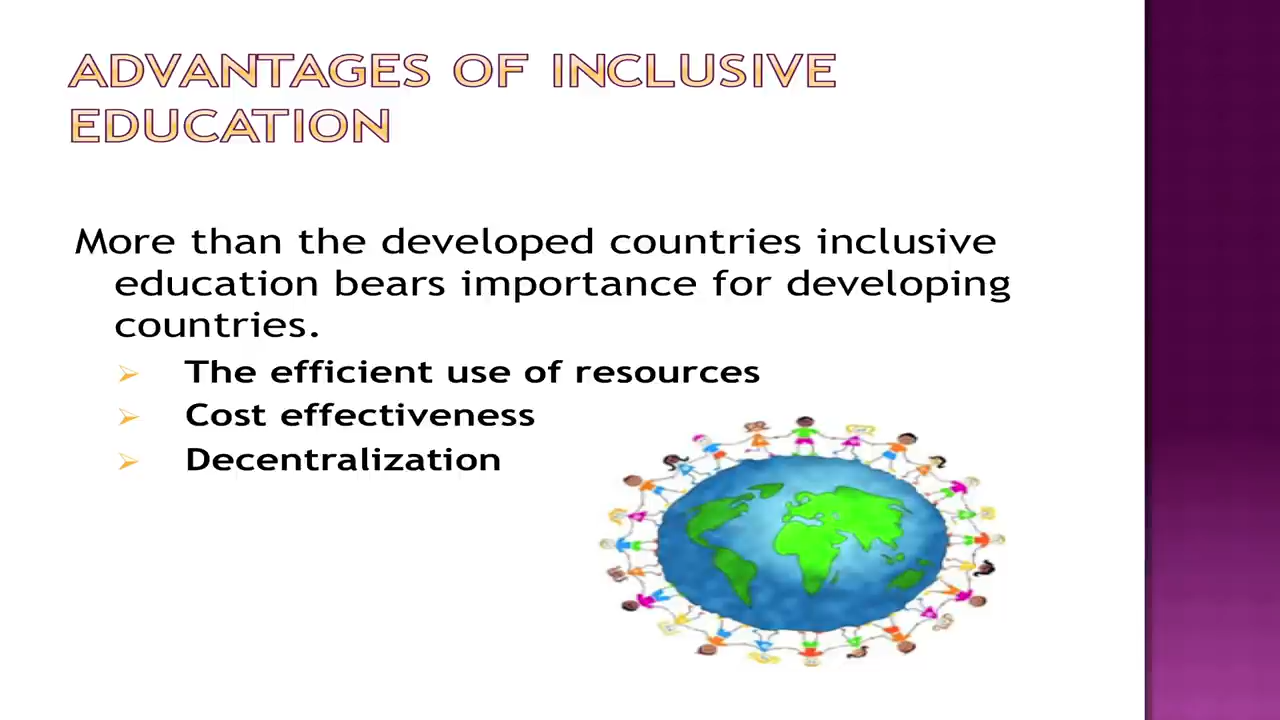 ADVANTAGES OF INCLUSIVE
EDUCATION
More than the developed countries inclusive
education bears importance for developing
countries.
➢ The efficient use of resources
➢ Cost effectiveness
➢ Decentralization